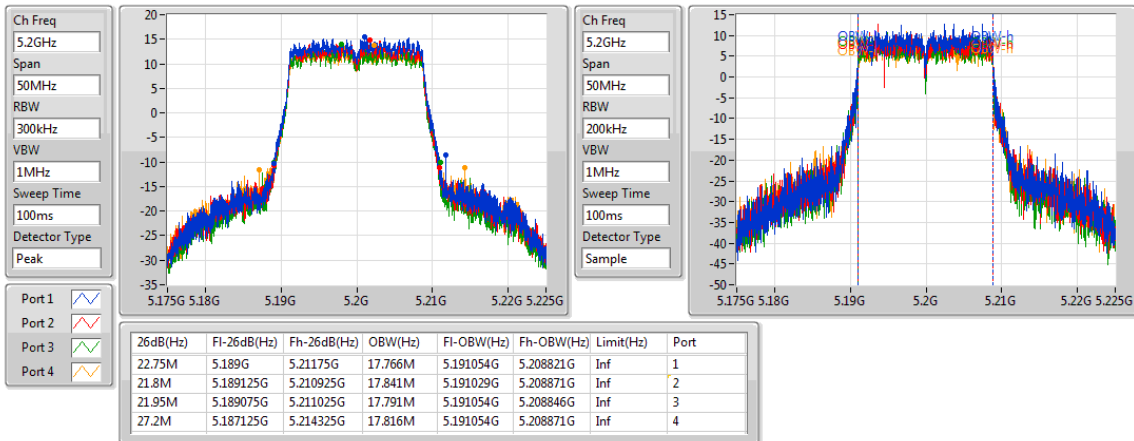 Ch Freq
5.2GHz
Span
50MHz
RBW
300kHz
VBW
1MHz
Sweep Time
100ms
Detector Type
Peak
20
15
10
5
0
-5
-10
-15
-20
-25
-30
-35
5.175G 5.18G 5.19G 5.2G 5.21G 5.22G 5.225G
Ch Freq
5.2GHz
Span
50MHz
RBW
200kHz
VBW
1MHz
Sweep Time
100ms
Detector Type
Sample
15
10
5
0
-5
-10
-15
-20
-25
-30
-35
-40
-45
-50
5.175G 5.18G 5.19G 5.2G 5.21G 5.22G 5.225G
Port 1
Port 2
Port 3
Port 4
26dB(Hz) Fl-26dB(Hz) Fh-26dB(Hz) OBW(Hz) Fl-OBW(Hz) Fh-OBW(Hz) Limit(Hz) Port
22.75M 5.189G 5.21175G 17.766M 5.191054G 5.208821G Inf 1
21.8M 5.189125G 5.210925G 17.841M 5.191029G 5.208871G Inf 2
21.95M 5.189075G 5.211025G 17.791M 5.191054G 5.208846G Inf 3
27.2M 5.187125G 5.214325G 17.816M 5.191054G 5.208871G Inf 4